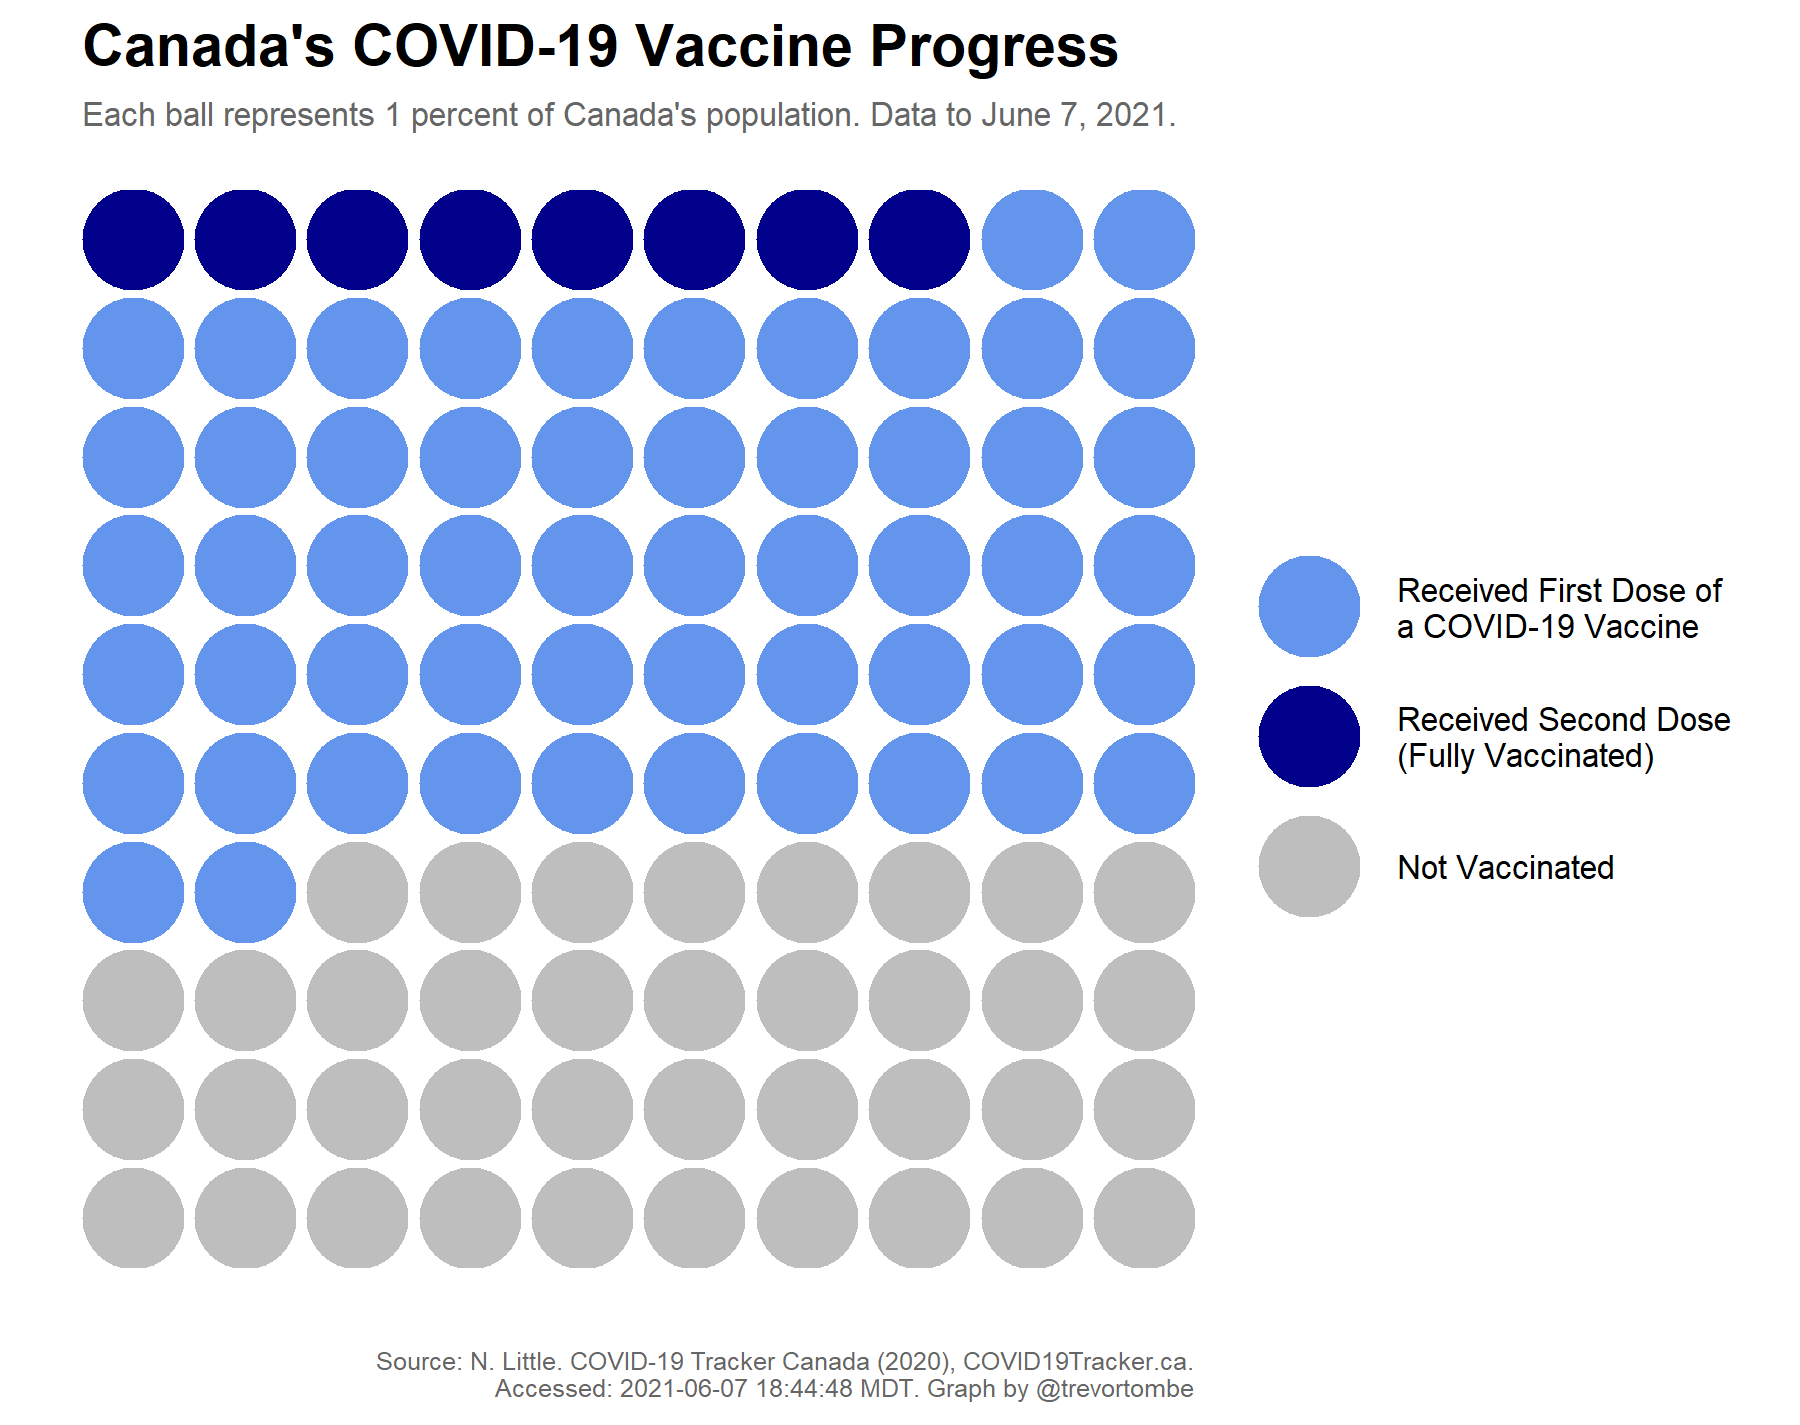 Canada's COVID-19 Vaccine Progress
Each ball represents 1 percent of Canada's population. Data to June 7, 2021.
Received First Dose of
a COVID-19 Vaccine
Received Second Dose
(Fully Vaccinated)
Not Vaccinated
Source: N. Little. COVID-19 Tracker Canada (2020), COVID19Tracker.ca.
Accessed: 2021-06-07 18:44:48 MDT. Graph by @trevortombe